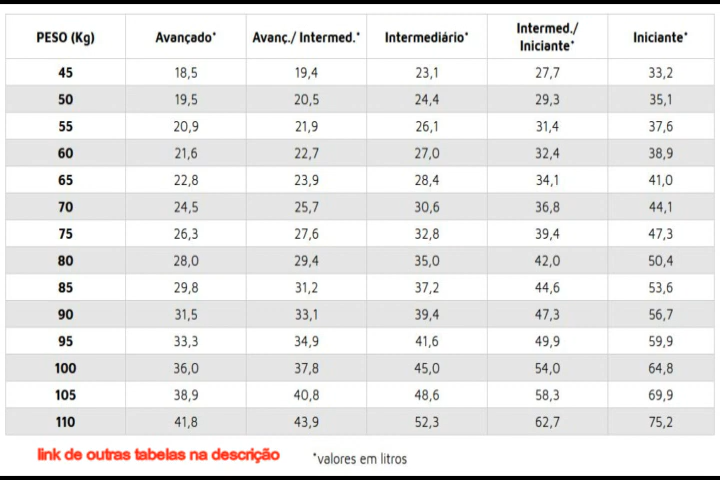 PESO (Kg) Avançado* Avanç./ Intermed.* Intermediário* Intermed./ Iniciante* Iniciante*
45 18,5 19,4 23,1 27,7 33,2
50 19,5 20,5 24,4 29,3 35,1
55 20,9 21,9 26,1 31,4 37,6
60 21,6 22,7 27,0 32,4 38,9
65 22,8 23,9 28,4 34,1 41,0
70 24,5 25,7 30,6 36,8 44,1
75 26,3 27,6 32,8 39,4 47,3
80 28,0 29,4 35,0 42,0 50,4
85 29,8 31,2 37,2 44,6 53,6
90 31,5 33,1 39,4 47,3 56,7
95 33,3 34,9 41,6 49,9 59,9
100 36,0 37,8 45,0 54,0 64,8
105 38,9 40,8 48,6 58,3 69,9
110 41,8 43,9 52,3 62,7 75,2
link de outras tabelas na descrição *valores em litros